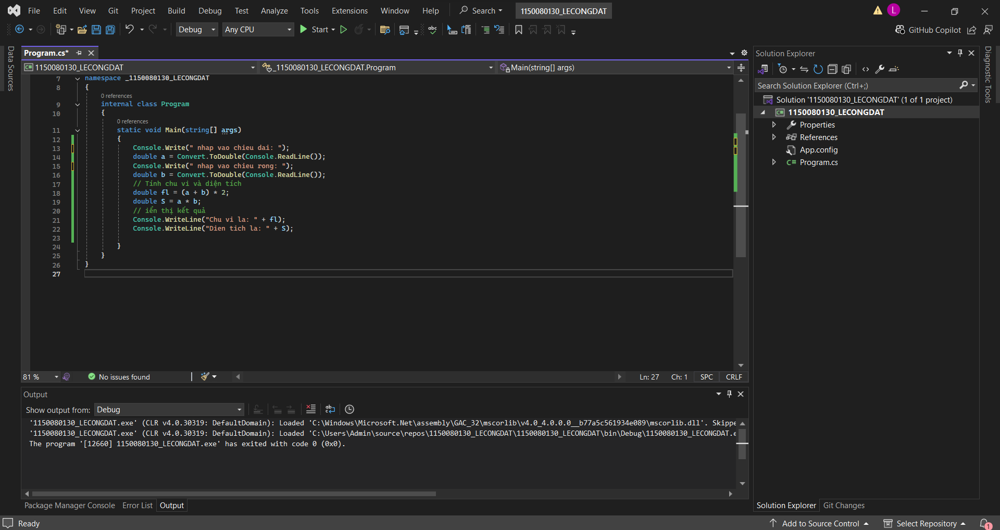 File Edit View Git Project Build Debug Test Analyze Tools Extensions Window Help Search 1150080130_LECONGDAT L
Debug Any CPU Start GitHub Copilot
Data Sources
Program.cs*
1150080130_LECONGDAT _1150080130_LECONGDAT.Program Main(string[] args)
7 namespace _1150080130_LECONGDAT
8 {
0 references
9 internal class Program
10 {
0 references
11 static void Main(string[] args)
12 {
13 Console.Write(" nhap vao chieu dai: ");
14 double a = Convert.ToDouble(Console.ReadLine());
15 Console.Write(" nhap vao chieu rong: ");
16 double b = Convert.ToDouble(Console.ReadLine());
17 // Tính chu vi và diện tích
18 double fl = (a + b) * 2;
19 double S = a * b;
20 // iển thị kết quả
21 Console.WriteLine("Chu vi la: " + fl);
22 Console.WriteLine("Dien tich la: " + S);
23
24 }
25 }
26 }
27
81 % No issues found Ln: 27 Ch: 1 SPC CRLF
Output
Show output from: Debug
'1150080130_LECONGDAT.exe' (CLR v4.0.30319: DefaultDomain): Loaded 'C:\Windows\Microsoft.Net\assembly\GAC_32\mscorlib\v4.0_4.0.0.0__b77a5c561934e089\mscorlib.dll'. Skippe
'1150080130_LECONGDAT.exe' (CLR v4.0.30319: DefaultDomain): Loaded 'C:\Users\Admin\source\repos\1150080130_LECONGDAT\1150080130_LECONGDAT\bin\Debug\1150080130_LECONGDAT.e
The program '[12660] 1150080130_LECONGDAT.exe' has exited with code 0 (0x0).
Package Manager Console Error List Output
Solution Explorer
Search Solution Explorer (Ctrl+;)
Solution '1150080130_LECONGDAT' (1 of 1 project)
C# 1150080130_LECONGDAT
Properties
References
App.config
C# Program.cs
Solution Explorer Git Changes
Diagnostic Tools
Ready Add to Source Control Select Repository 1